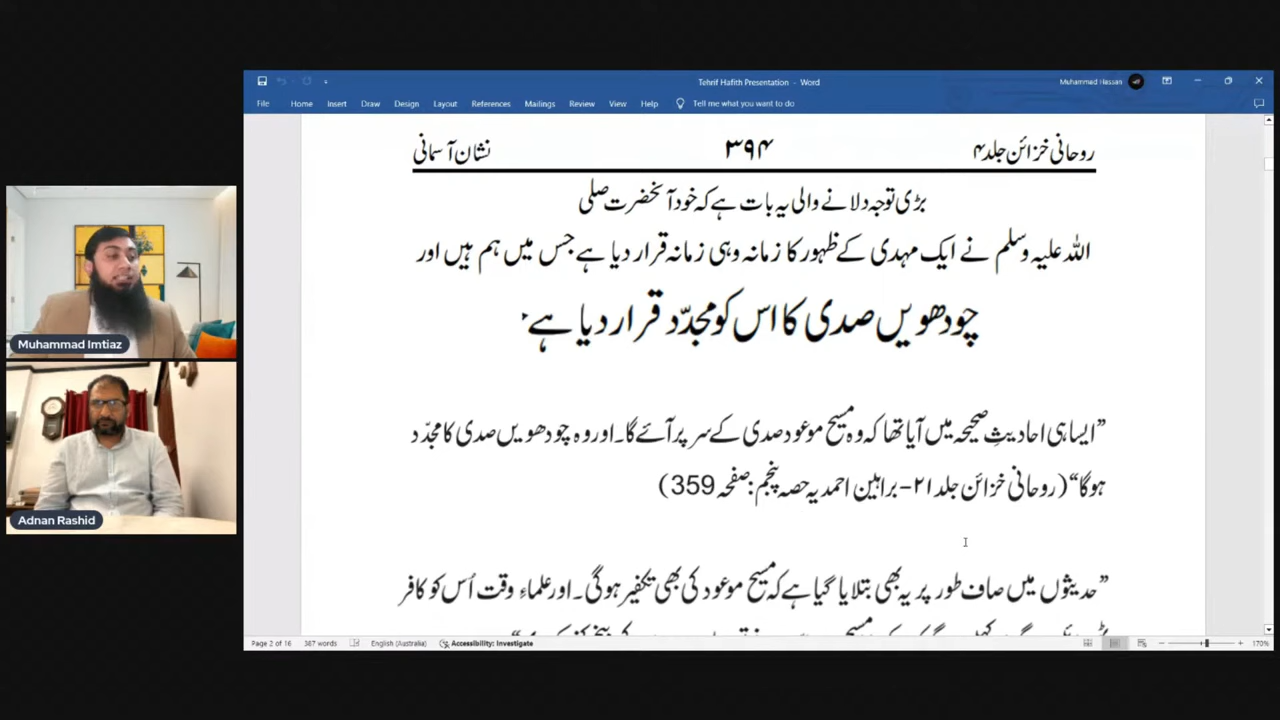 Tehrif Hafith Presentation - Word
Muhammed Hassan
File Home Insert Draw Design Layout References Mailings Review View Help Tell me what you want to do
روحانی خزائن جلد۴ ۳۹۴ نشان آسمانی
بڑی توجہ دلانے والی یہ بات ہے کہ خود آنحضرت صلی
اللہ علیہ وسلم نے ایک مہدی کے ظہور کا زمانہ وہی زمانہ قرار دیا ہے جس میں ہم ہیں اور
چودھویں صدی کا اس کو مجدّد قرار دیا ہے
”ایسا ہی احادیثِ صحیحہ میں آیا تھا کہ وہ مسیح موعود صدی کے سر پر آئے گا۔ اور وہ چودھویں صدی کا مجدّد
ہوگا“ (روحانی خزائن جلد ۲۱- براہین احمدیہ حصہ پنجم: صفحہ 359)
”حدیثوں میں صاف طور پر یہ بھی بتلایا گیا ہے کہ مسیح موعود کی بھی تکفیر ہوگی۔ اور علماءِ وقت اُس کو کافر
Page 2 of 16 387 words English (Australia) Accessibility: Investigate 170%
Muhammad Imtiaz
Adnan Rashid